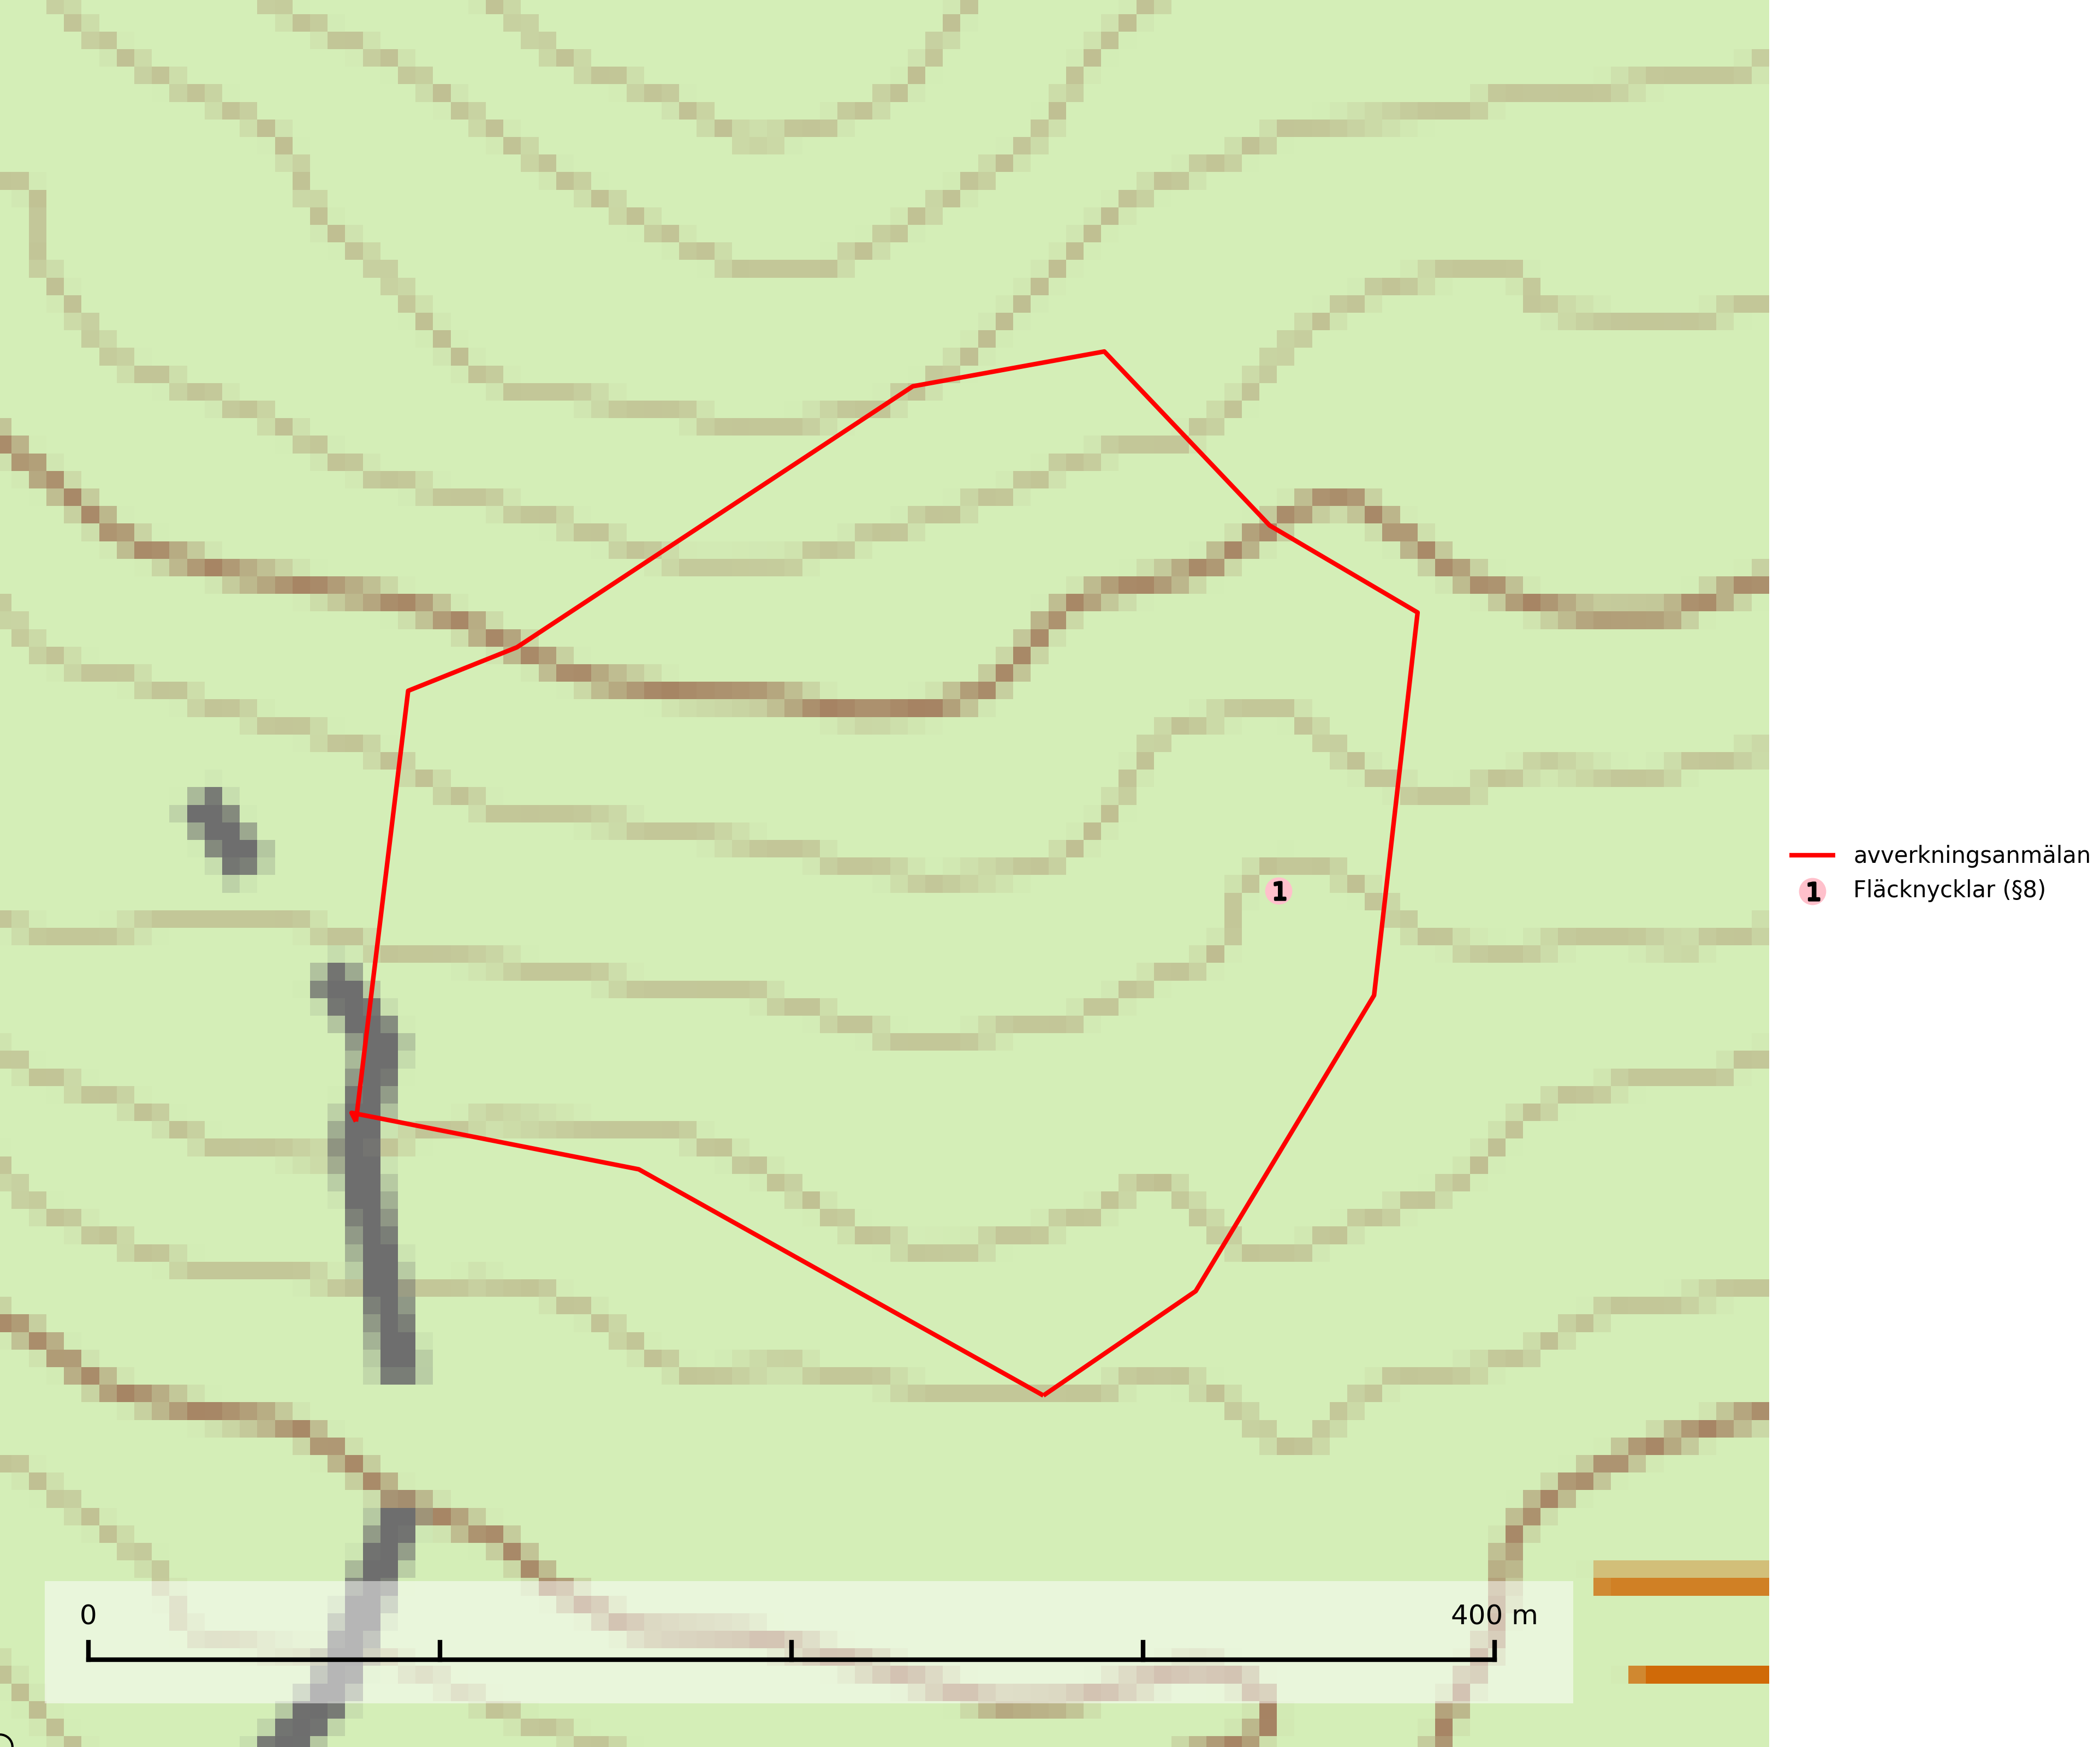 1
avverkningsanmälan
1 Fläcknycklar (§8)
0 400 m